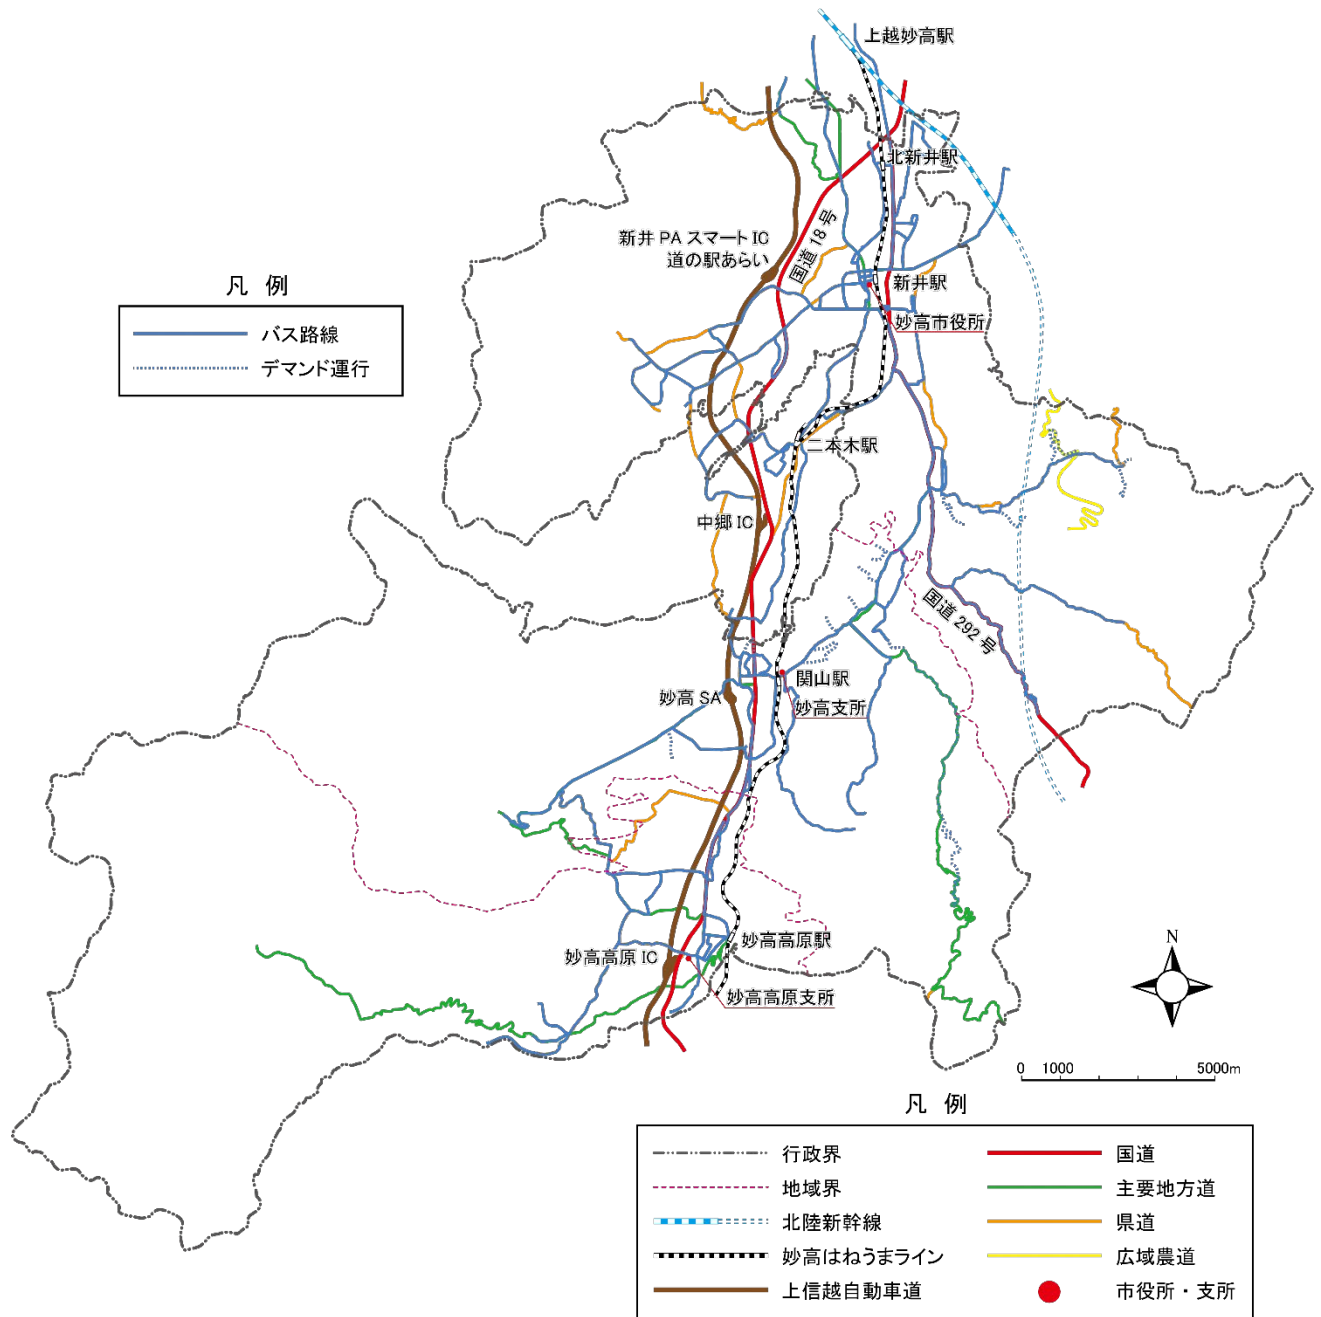 上越妙高駅
北新井駅
国道 18 号
新井 PA スマート IC
道の駅あらい
新井駅
妙高市役所
凡 例
バス路線
デマンド運行
二本木駅
中郷 IC
国道 292 号
関山駅
妙高 SA
妙高支所
妙高高原駅
妙高高原 IC
妙高高原支所
N
0 1000 5000m
凡 例
行政界
地域界
北陸新幹線
妙高はねうまライン
上信越自動車道
国道
主要地方道
県道
広域農道
市役所・支所